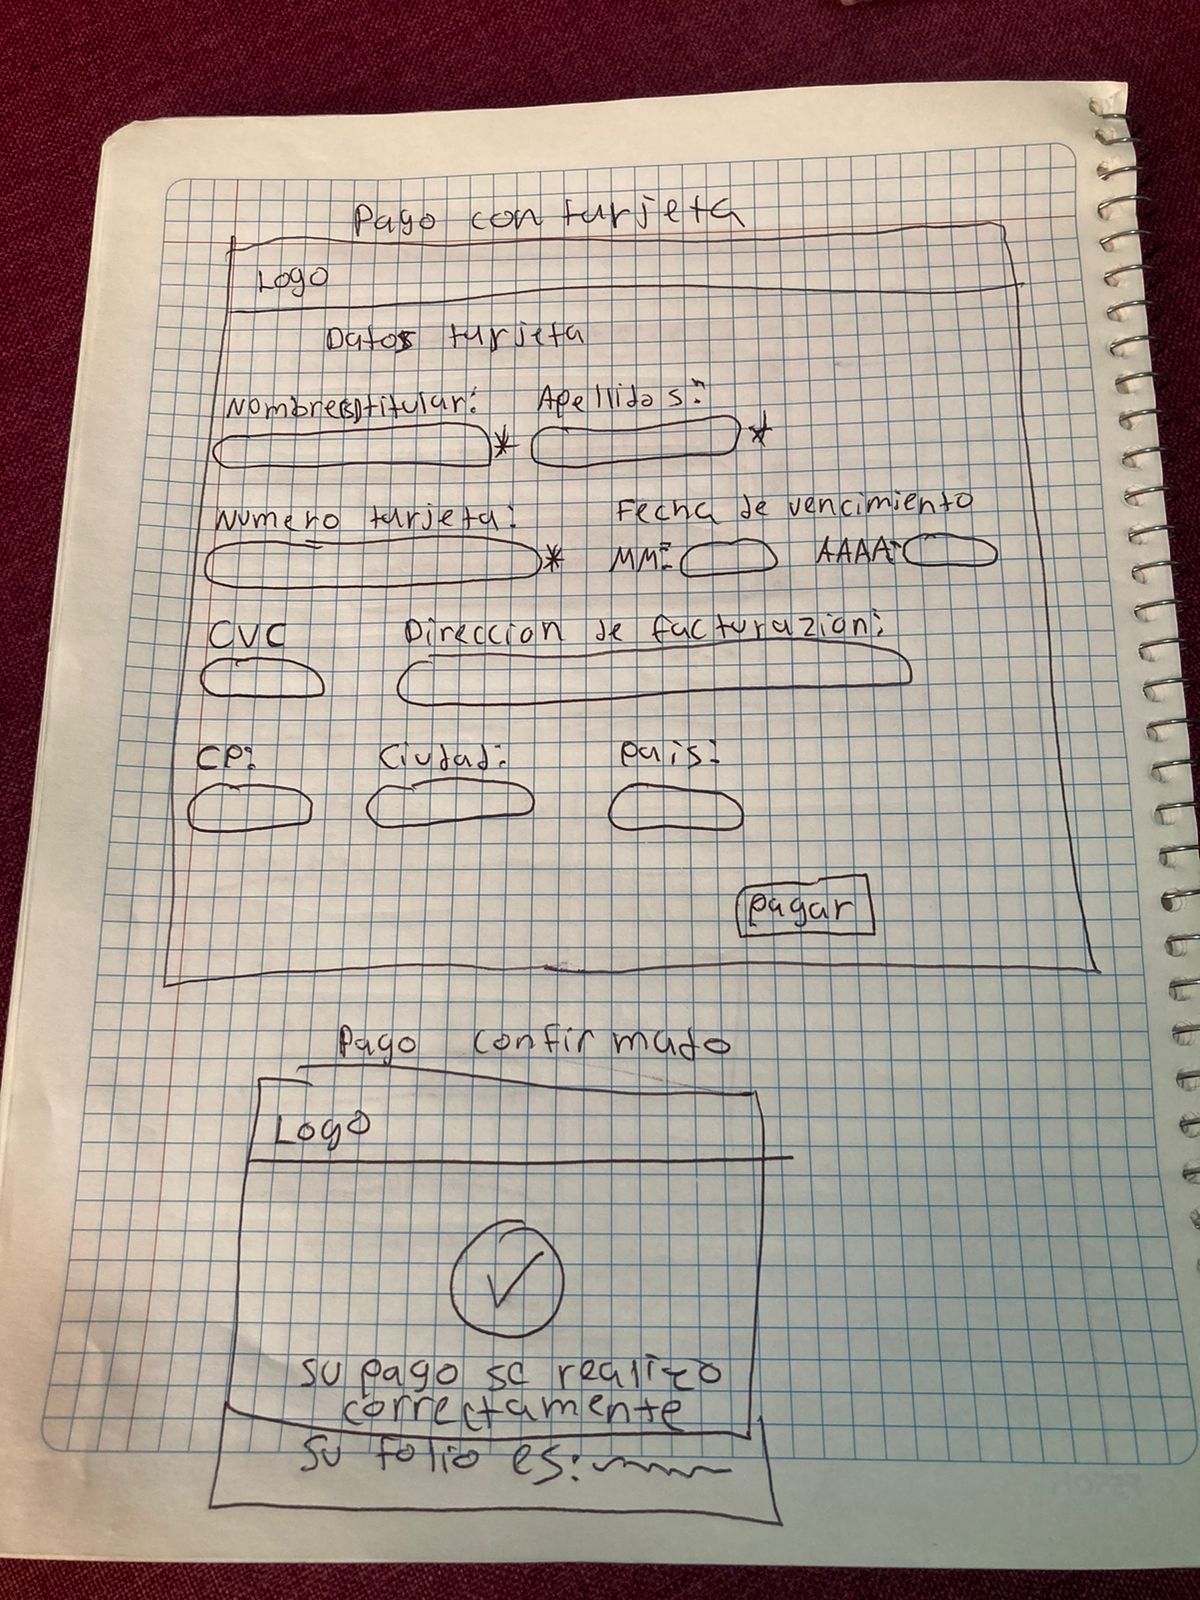 Pago con tarjeta
Logo
Datos tarjeta
Nombre(s) titular: Apellidos:
* *
Numero tarjeta: Fecha de vencimiento
* MM: AAAA:
CVC Direccion de facturazion:
CP: Ciudad: pais:
pagar
Pago confirmado
Logo
su pago se realizo
correctamente
su folio es: